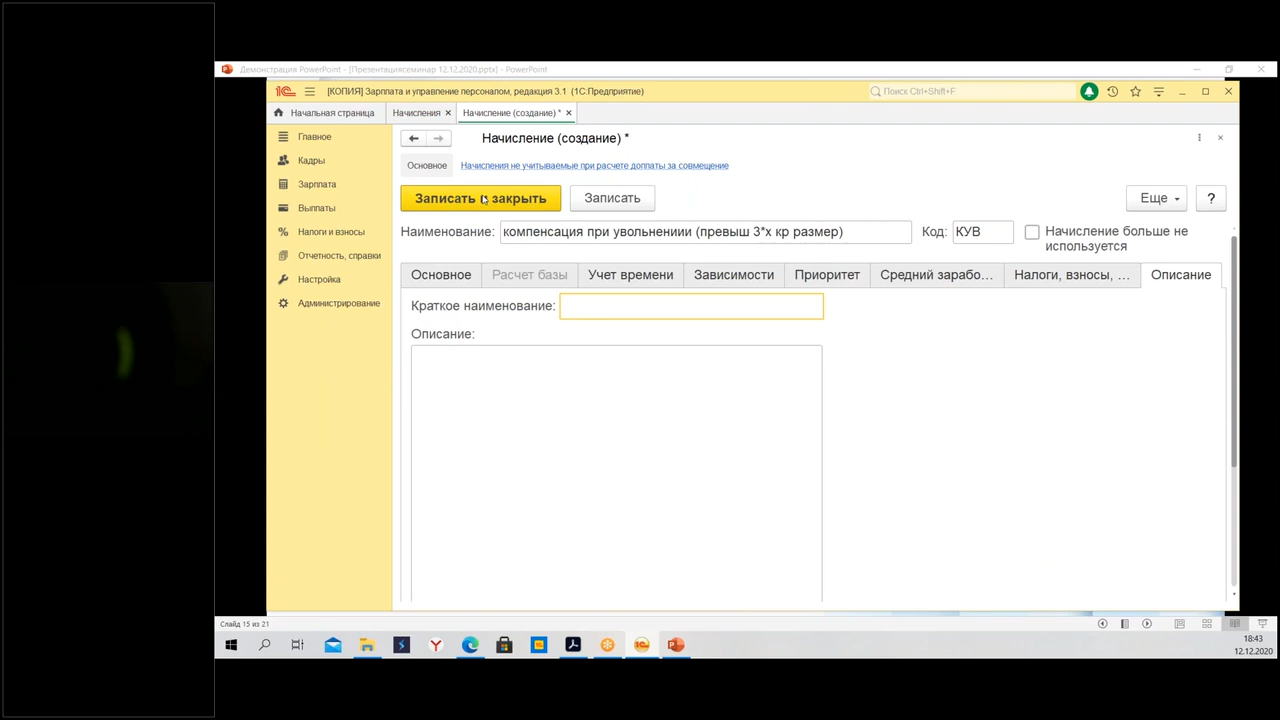 Демонстрация PowerPoint - [Презентациясеминар 12.12.2020.pptx] - PowerPoint
[КОПИЯ] Зарплата и управление персоналом, редакция 3.1 (1С:Предприятие)
Поиск Ctrl+Shift+F
Начальная страница
Начисления ×
Начисление (создание) * ×
Главное
Кадры
Зарплата
Выплаты
Налоги и взносы
Отчетность, справки
Настройка
Администрирование
Начисление (создание) *
Основное
Начисления не учитываемые при расчете доплаты за совмещение
Записать и закрыть
Записать
Еще
?
Наименование: компенсация при увольнениии (превыш 3*х кр размер)
Код: КУВ
Начисление больше не
используется
Основное
Расчет базы
Учет времени
Зависимости
Приоритет
Средний зарабо...
Налоги, взносы, ...
Описание
Краткое наименование:
Описание:
Слайд 15 из 21
18:43
12.12.2020